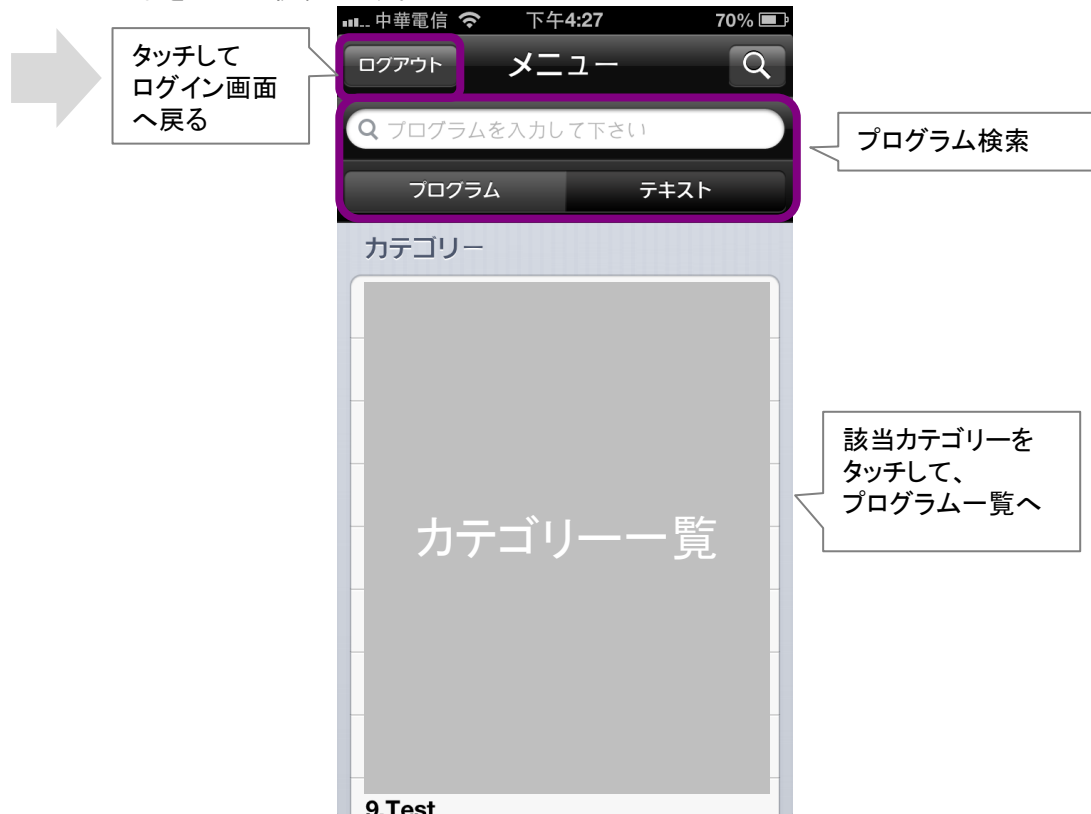 中華電信 下午4:27 70%
タッチして
ログイン画面
へ戻る
ログアウト メニュー
プログラムを入力して下さい
プログラム検索
プログラム テキスト
カテゴリー
該当カテゴリーを
タッチして、
プログラム一覧へ
カテゴリー一覧
9.Test